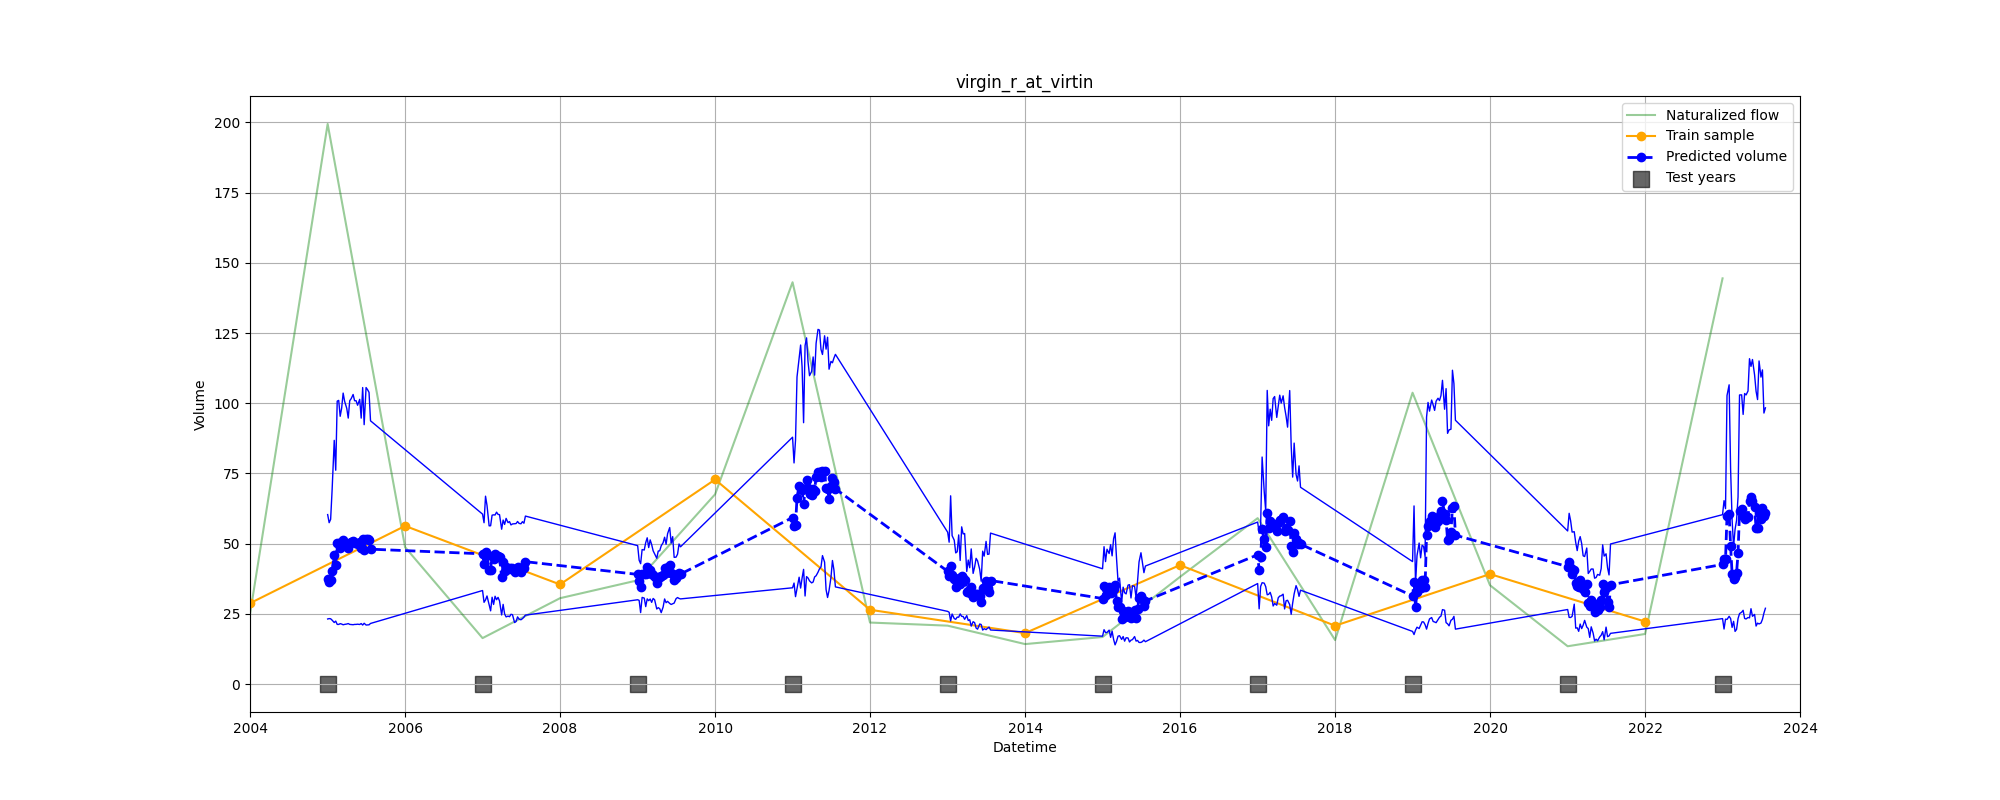 virgin_r_at_virtin
Naturalized flow
Train sample
Predicted volume
Test years
Volume
200
175
150
125
100
75
50
25
0
2004 2006 2008 2010 2012 2014 2016 2018 2020 2022 2024
Datetime